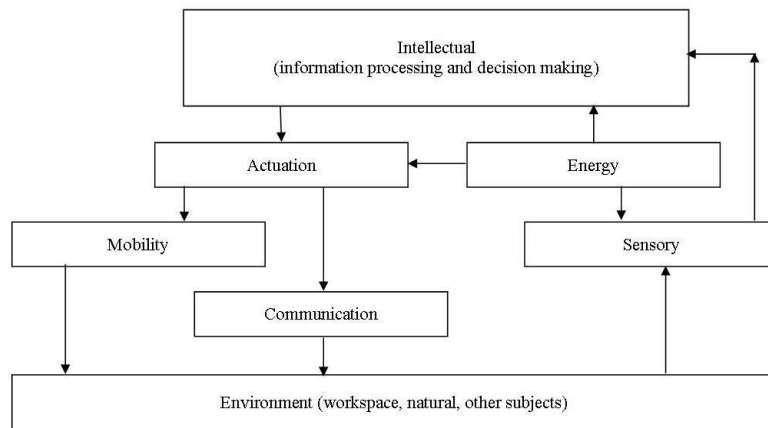 Intellectual
(information processing and decision making)
Actuation
Energy
Mobility
Sensory
Communication
Environment (workspace, natural, other subjects)